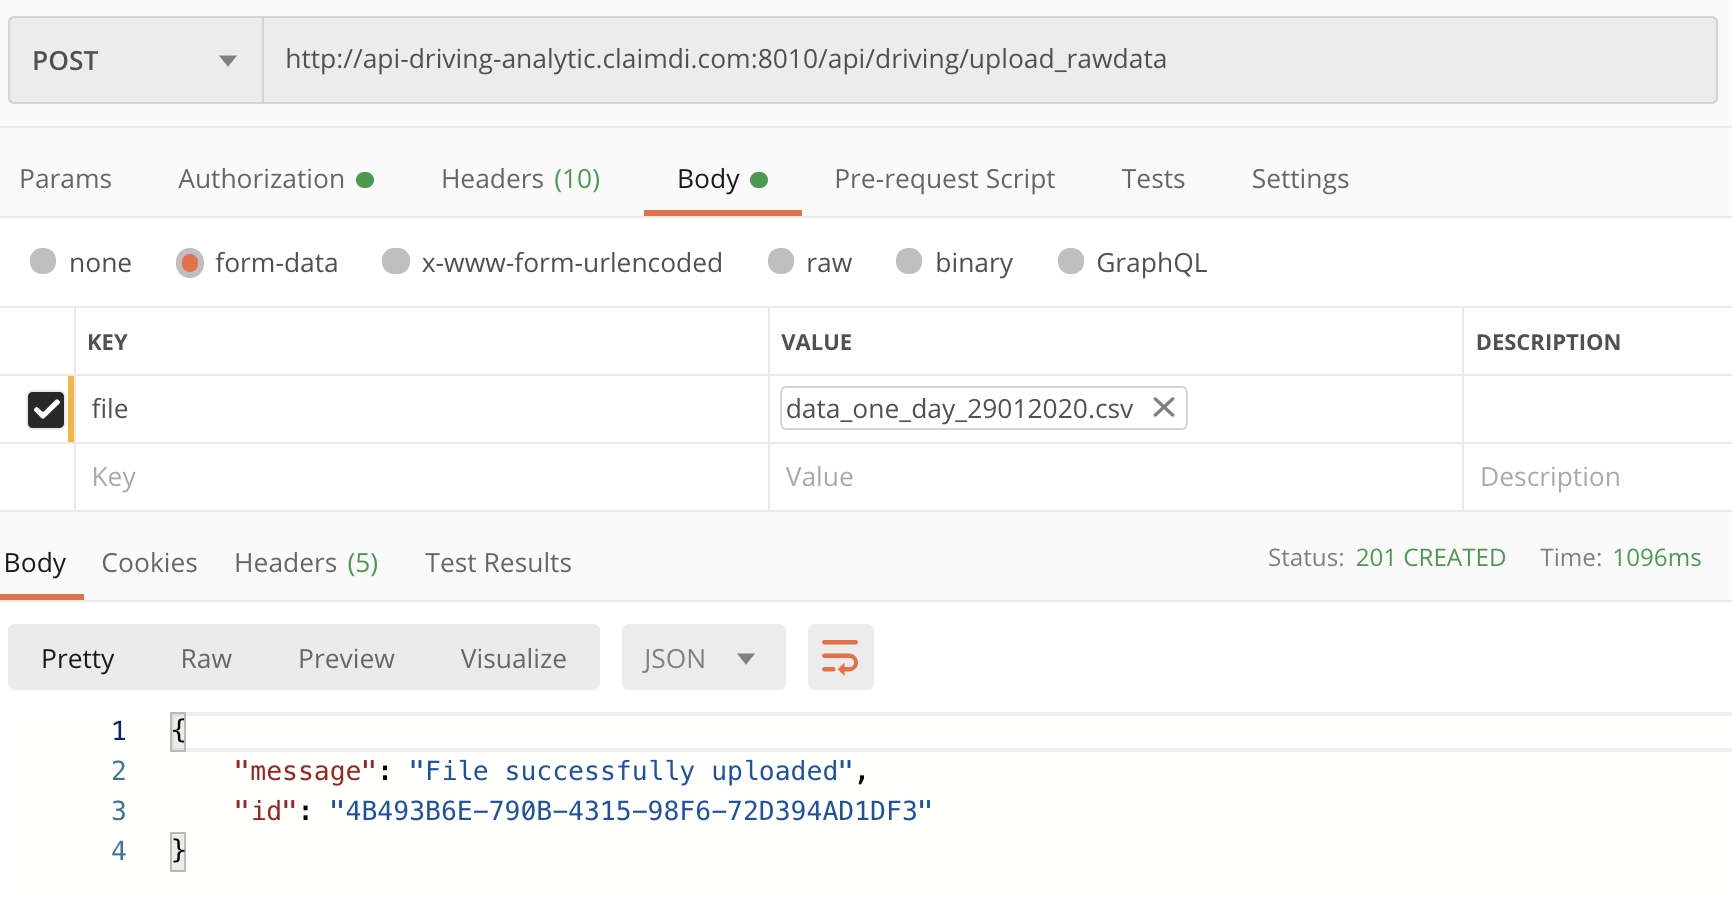 POST http://api-driving-analytic.claimdi.com:8010/api/driving/upload_rawdata
Params Authorization Headers (10) Body Pre-request Script Tests Settings
none form-data x-www-form-urlencoded raw binary GraphQL
KEY VALUE DESCRIPTION
file data_one_day_29012020.csv
Key Value Description
Body Cookies Headers (5) Test Results Status: 201 CREATED Time: 1096ms
Pretty Raw Preview Visualize JSON
1 {
2 "message": "File successfully uploaded",
3 "id": "4B493B6E-790B-4315-98F6-72D394AD1DF3"
4 }